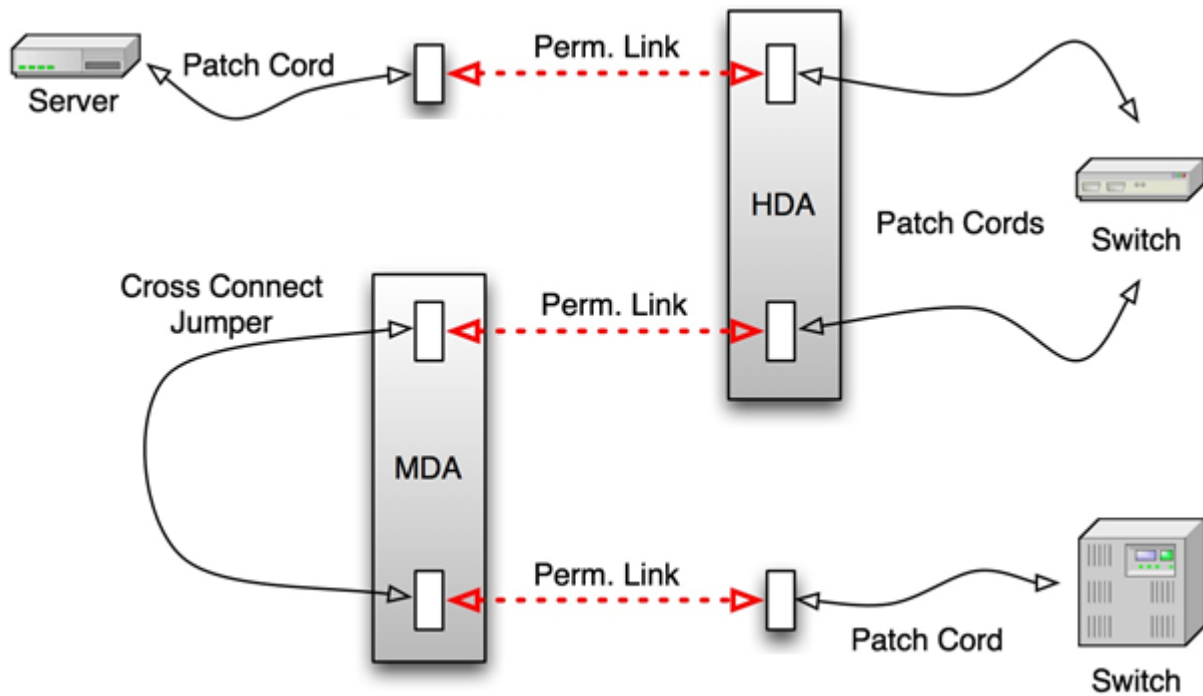 Perm. Link
Patch Cord
Server
HDA
Patch Cords
Switch
Cross Connect
Jumper
Perm. Link
MDA
Perm. Link
Patch Cord
Switch